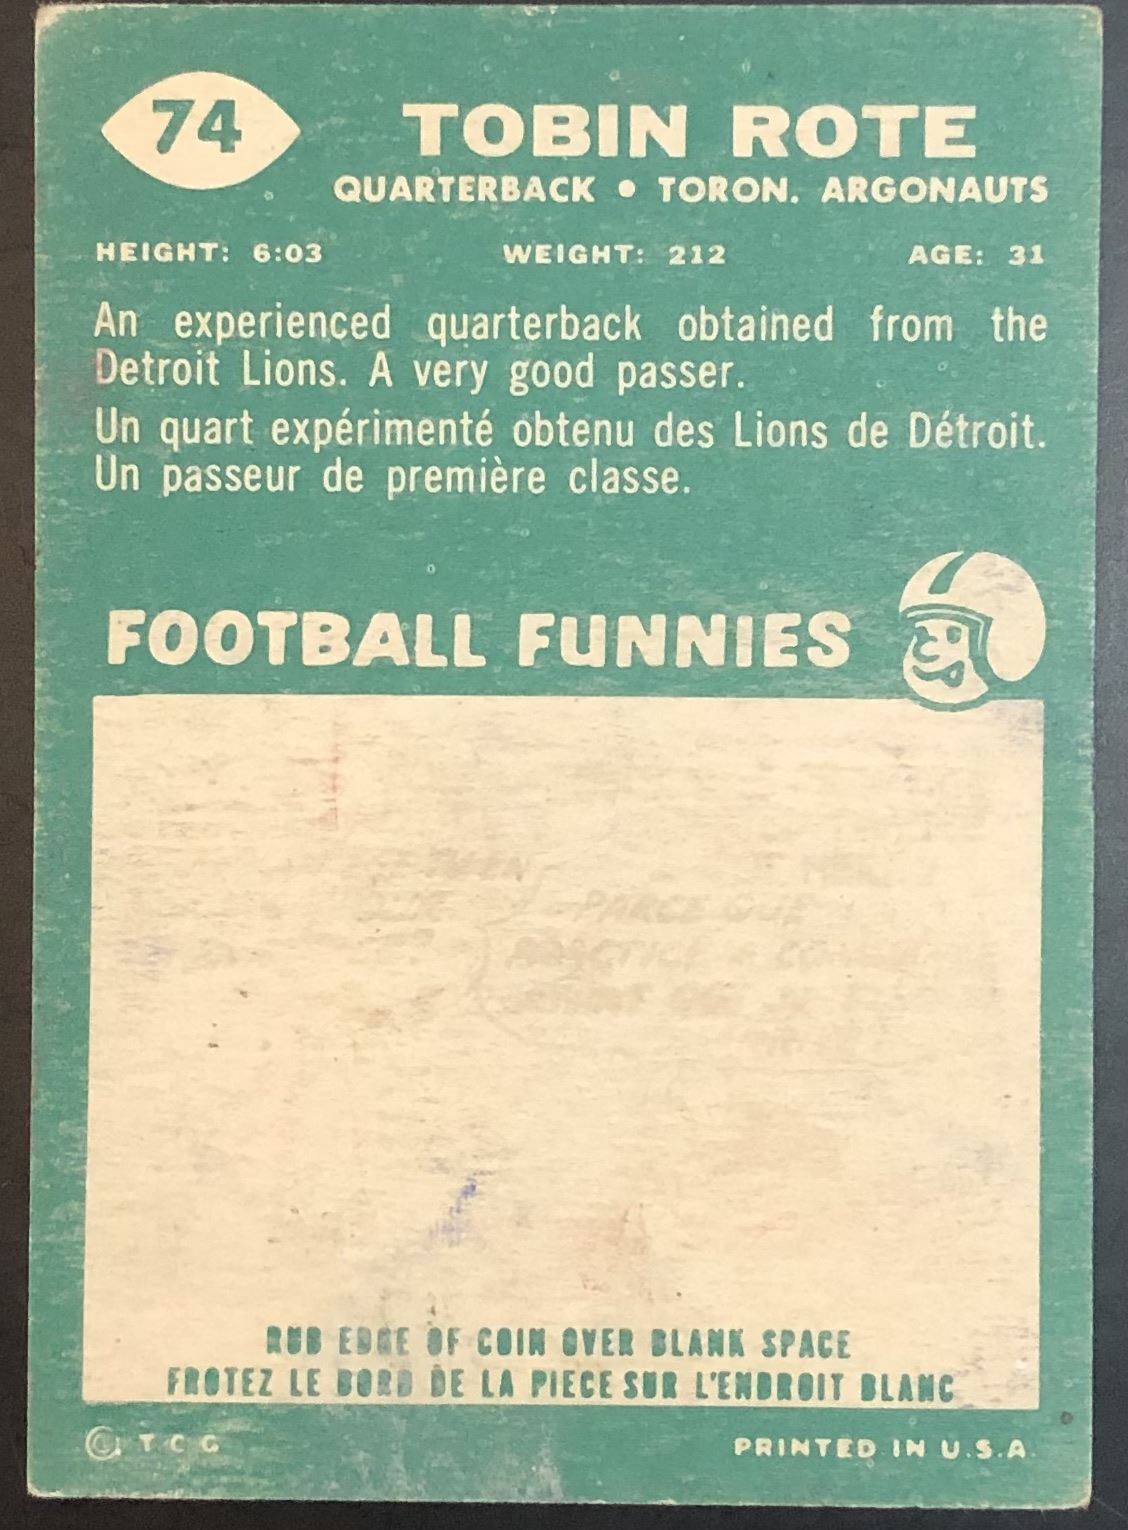 74
TOBIN ROTE
QUARTERBACK • TORON. ARGONAUTS
HEIGHT: 6:03 WEIGHT: 212 AGE: 31
An experienced quarterback obtained from the
Detroit Lions. A very good passer.
Un quart expérimenté obtenu des Lions de Détroit.
Un passeur de première classe.
FOOTBALL FUNNIES
PARCE QUE
PRACTICE
RUB EDGE OF COIN OVER BLANK SPACE
FROTEZ LE BORD DE LA PIECE SUR L'ENDROIT BLANC
© T C G PRINTED IN U.S.A.